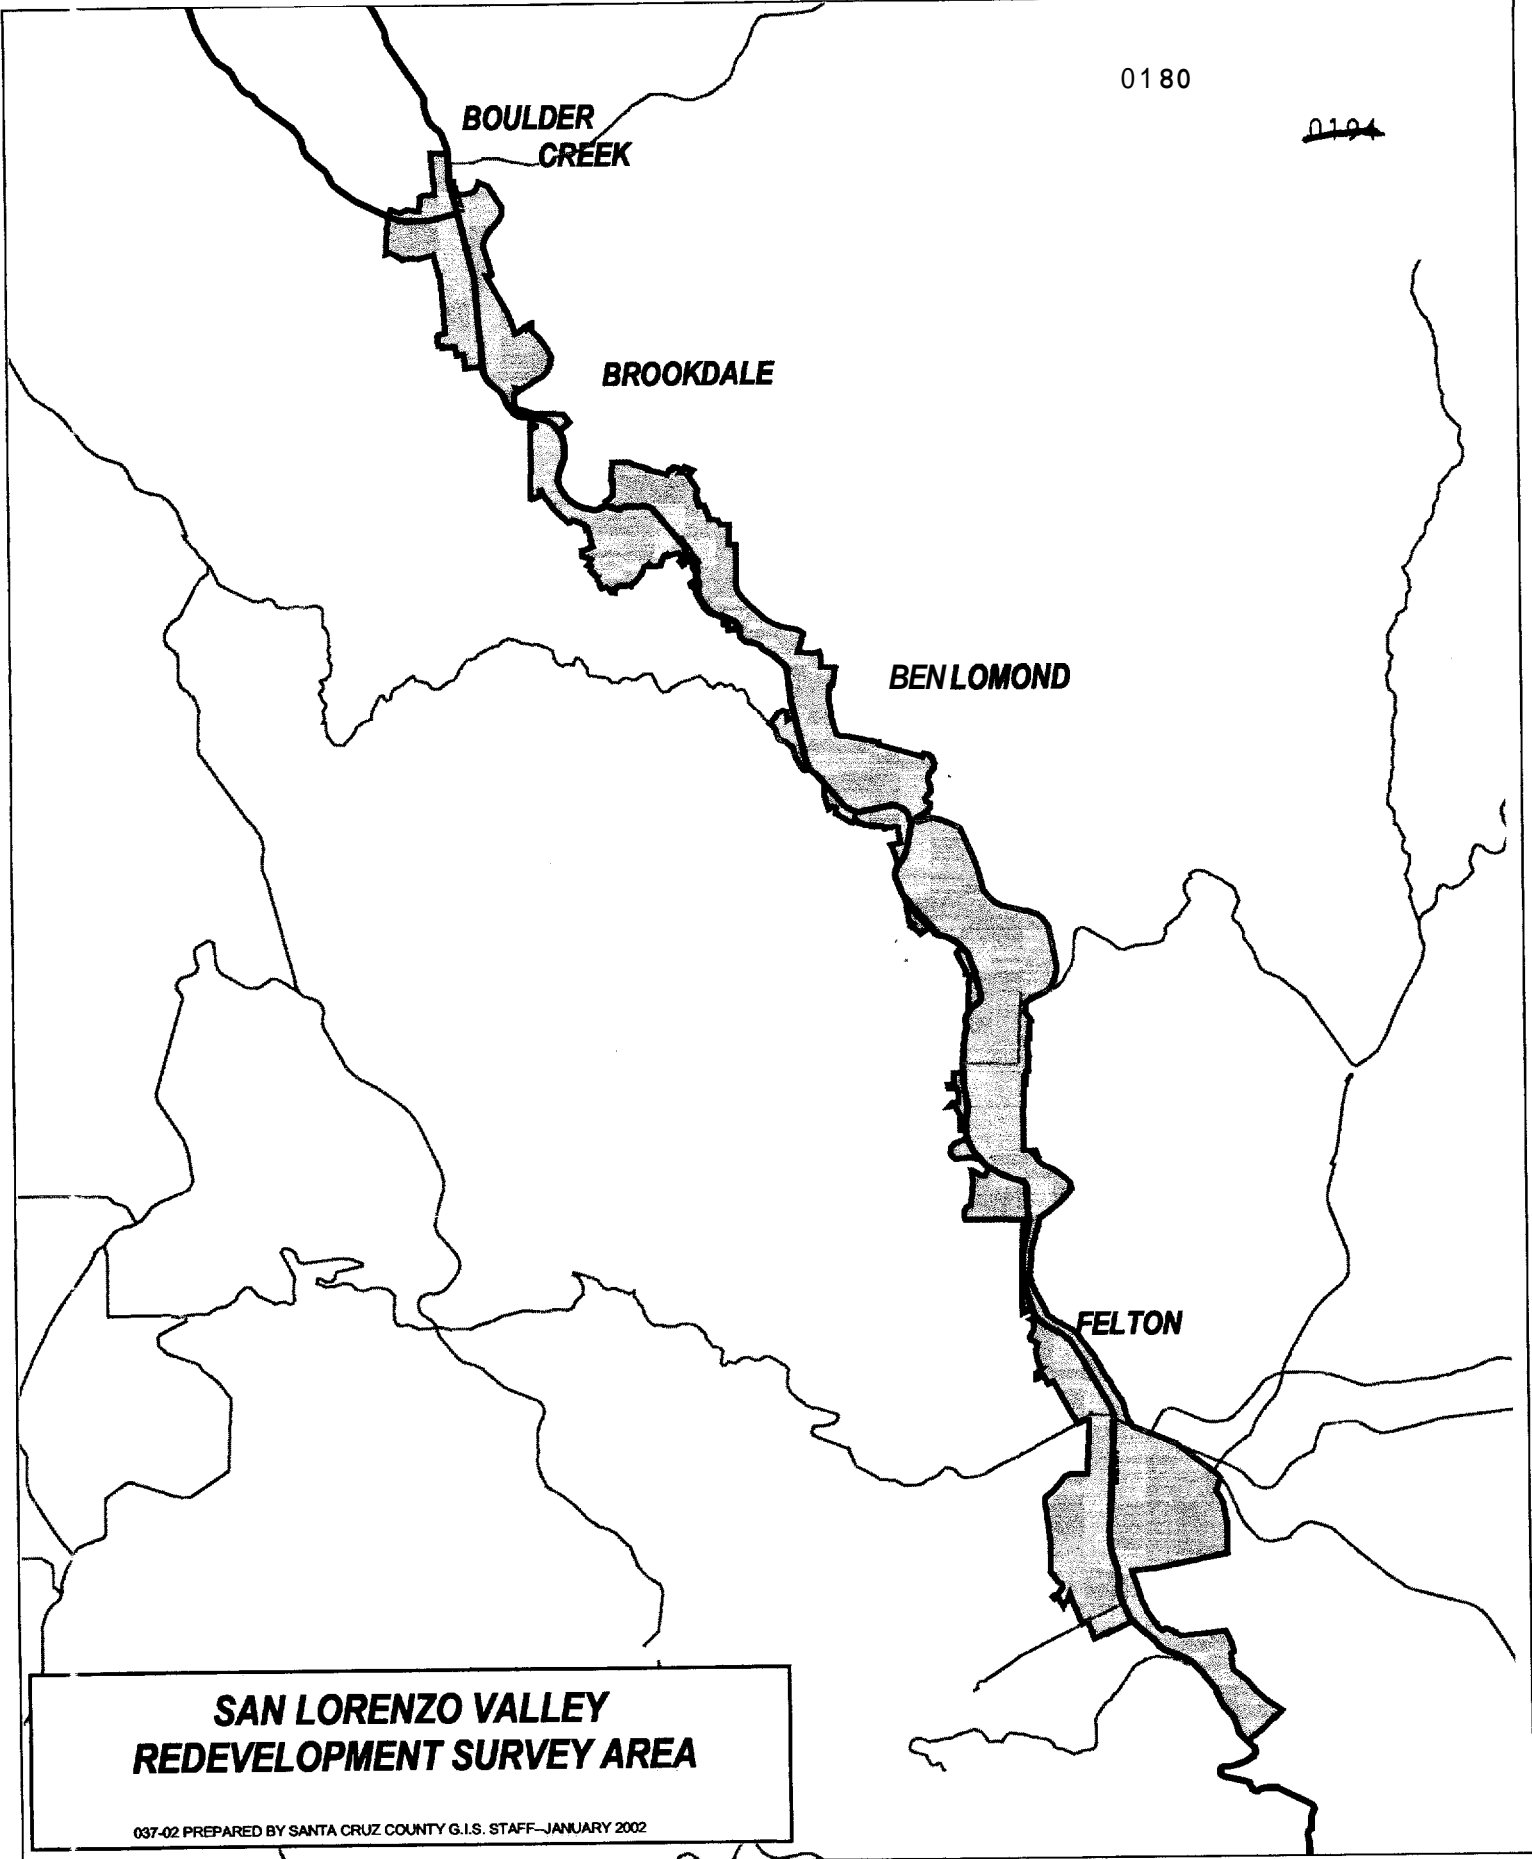 0180
0194
BOULDER
CREEK
BROOKDALE
BEN LOMOND
FELTON
SAN LORENZO VALLEY
REDEVELOPMENT SURVEY AREA
037-02 PREPARED BY SANTA CRUZ COUNTY G.I.S. STAFF--JANUARY 2002